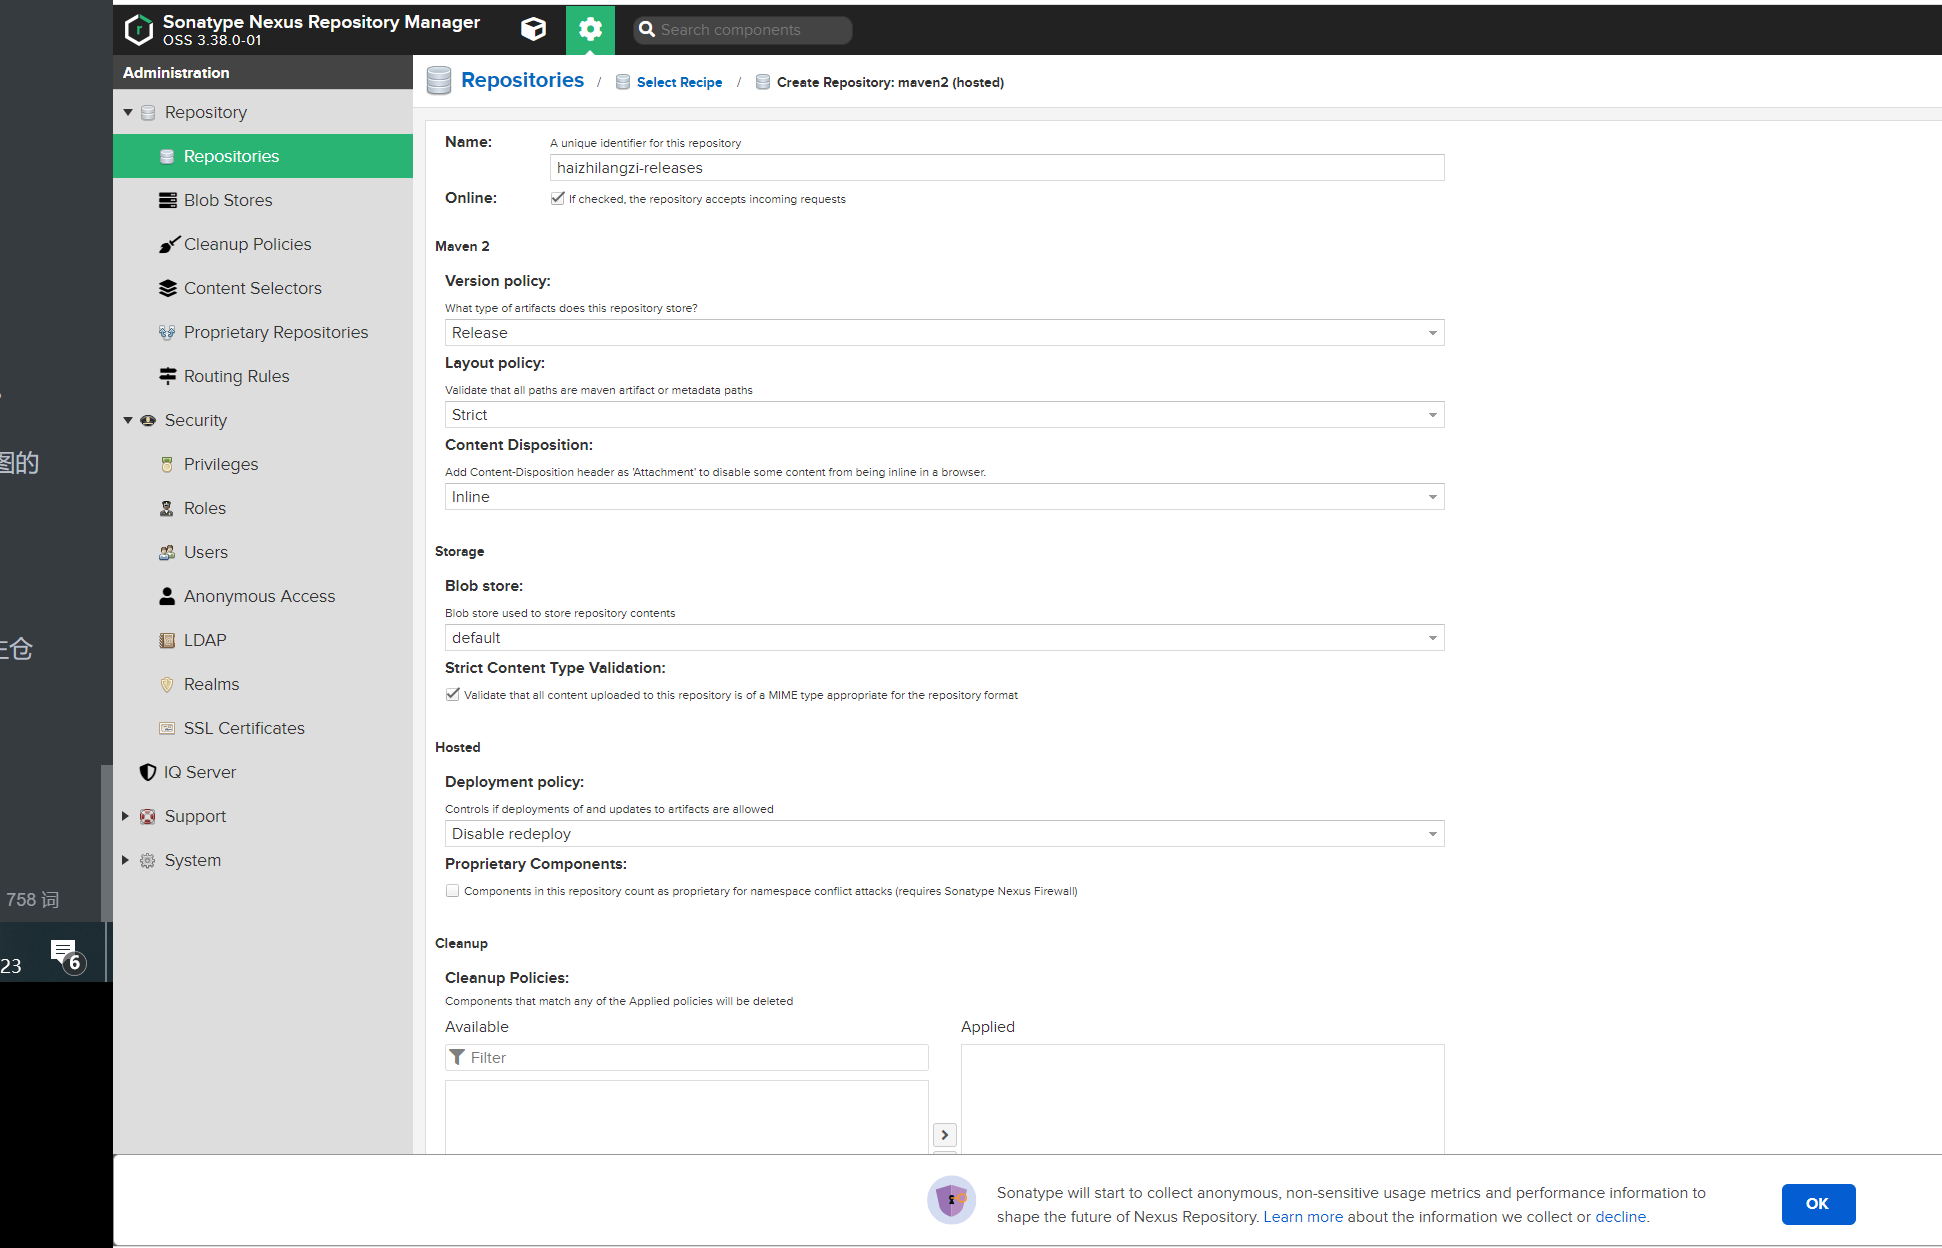 Sonatype Nexus Repository Manager
OSS 3.38.0-01
Search components
Administration
Repositories / Select Recipe / Create Repository: maven2 (hosted)
Repository
Repositories
Blob Stores
Cleanup Policies
Content Selectors
Proprietary Repositories
Routing Rules
Security
Privileges
Roles
Users
Anonymous Access
LDAP
Realms
SSL Certificates
IQ Server
Support
System
图的
仓
758 词
23
6
Name:
A unique identifier for this repository
haizhilangzi-releases
Online:
If checked, the repository accepts incoming requests
Maven 2
Version policy:
What type of artifacts does this repository store?
Release
Layout policy:
Validate that all paths are maven artifact or metadata paths
Strict
Content Disposition:
Add Content-Disposition header as 'Attachment' to disable some content from being inline in a browser.
Inline
Storage
Blob store:
Blob store used to store repository contents
default
Strict Content Type Validation:
Validate that all content uploaded to this repository is of a MIME type appropriate for the repository format
Hosted
Deployment policy:
Controls if deployments of and updates to artifacts are allowed
Disable redeploy
Proprietary Components:
Components in this repository count as proprietary for namespace conflict attacks (requires Sonatype Nexus Firewall)
Cleanup
Cleanup Policies:
Components that match any of the Applied policies will be deleted
Available
Applied
Filter
Sonatype will start to collect anonymous, non-sensitive usage metrics and performance information to
shape the future of Nexus Repository. Learn more about the information we collect or decline.
OK